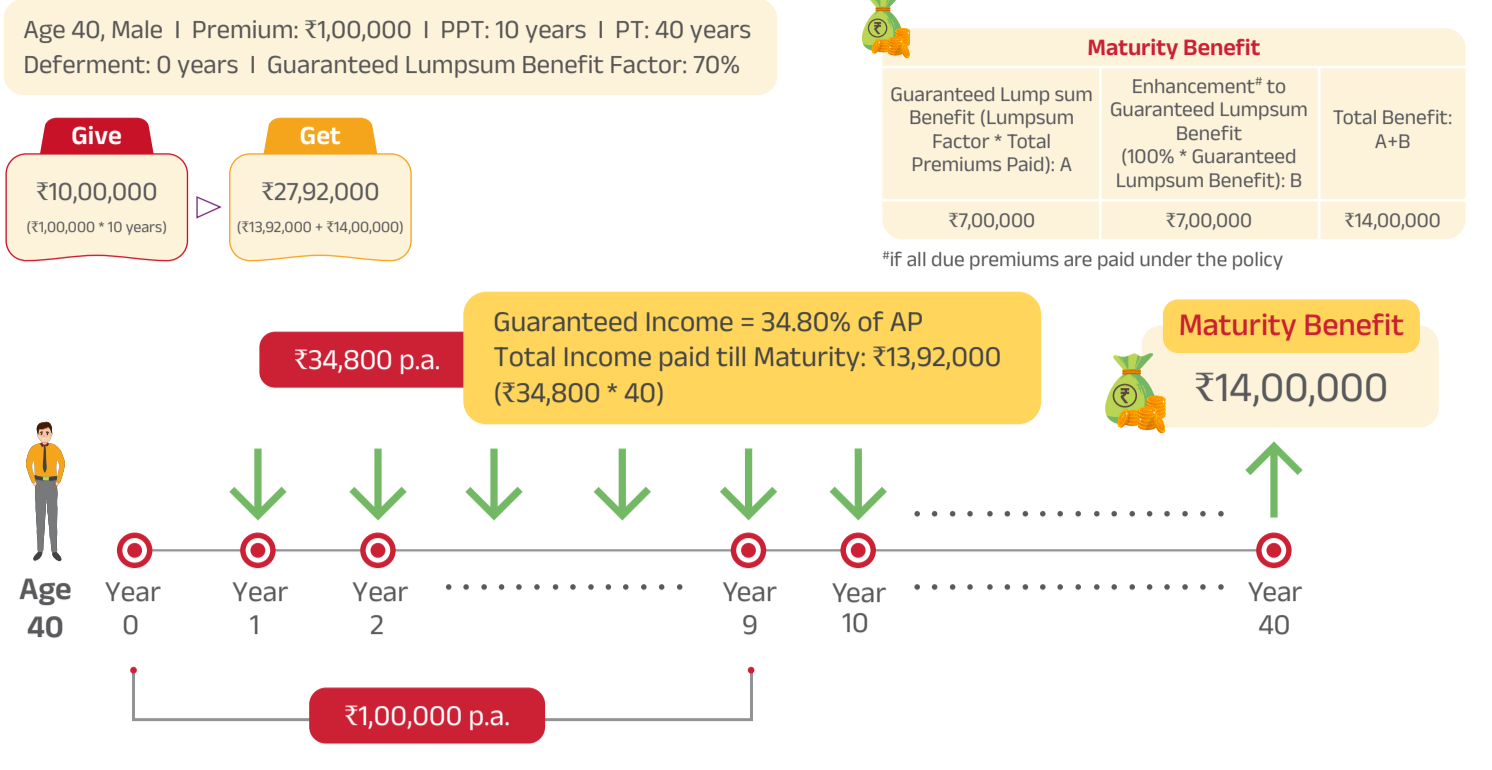 Age 40, Male I Premium: ₹1,00,000 I PPT: 10 years I PT: 40 years
Deferment: 0 years I Guaranteed Lumpsum Benefit Factor: 70%
Give
₹10,00,000
(₹1,00,000 * 10 years)
Get
₹27,92,000
(₹13,92,000 + ₹14,00,000)
₹
Maturity Benefit
Guaranteed Lump sum
Benefit (Lumpsum
Factor * Total
Premiums Paid): A
Enhancement# to
Guaranteed Lumpsum
Benefit
(100% * Guaranteed
Lumpsum Benefit): B
Total Benefit:
A+B
₹7,00,000
₹7,00,000
₹14,00,000
#if all due premiums are paid under the policy
₹34,800 p.a.
Guaranteed Income = 34.80% of AP
Total Income paid till Maturity: ₹13,92,000
(₹34,800 * 40)
Maturity Benefit
₹
₹14,00,000
Age
40
Year
0
Year
1
Year
2
Year
9
Year
10
Year
40
₹1,00,000 p.a.